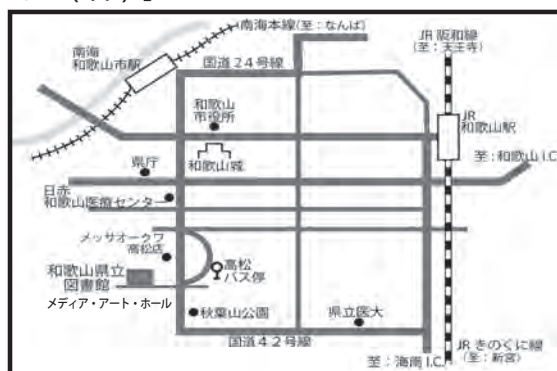 南海本線(至：なんば)
JR 阪和線
(至：天王寺)
南海
和歌山市駅
国道24号線
和歌山
市役所
JR
和歌山駅
県庁
和歌山城
至：和歌山 I.C.
日赤
和歌山医療センター
メッサオークワ
高松店
高松
バス停
和歌山県立
図書館
メディア・アート・ホール
秋葉山公園
県立医大
国道42号線
至：海南 I.C.
JR きのくに線
(至：新宮)